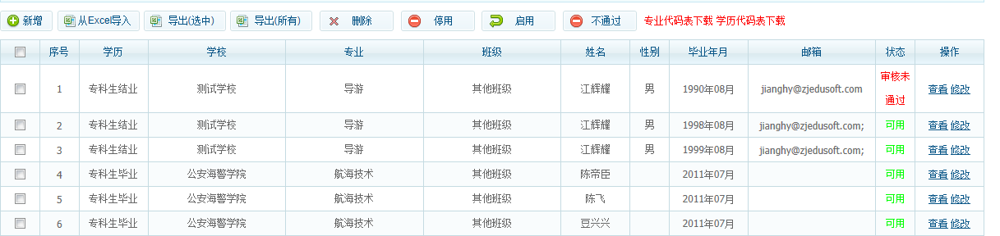 新增 从Excel导入 导出(选中) 导出(所有) 删除 停用 启用 不通过 专业代码表下载 学历代码表下载
序号 学历 学校 专业 班级 姓名 性别 毕业年月 邮箱 状态 操作
1 专科生结业 测试学校 导游 其他班级 江辉耀 男 1990年08月 jianghy@zjedusoft.com 审核未通过 查看 修改
2 专科生结业 测试学校 导游 其他班级 江辉耀 男 1998年08月 jianghy@zjedusoft.com; 可用 查看 修改
3 专科生结业 测试学校 导游 其他班级 江辉耀 男 1999年08月 jianghy@zjedusoft.com; 可用 查看 修改
4 专科生毕业 公安海警学院 航海技术 其他班级 陈帝臣 2011年07月 可用 查看 修改
5 专科生毕业 公安海警学院 航海技术 其他班级 陈飞 2011年07月 可用 查看 修改
6 专科生毕业 公安海警学院 航海技术 其他班级 豆兴兴 2011年07月 可用 查看 修改